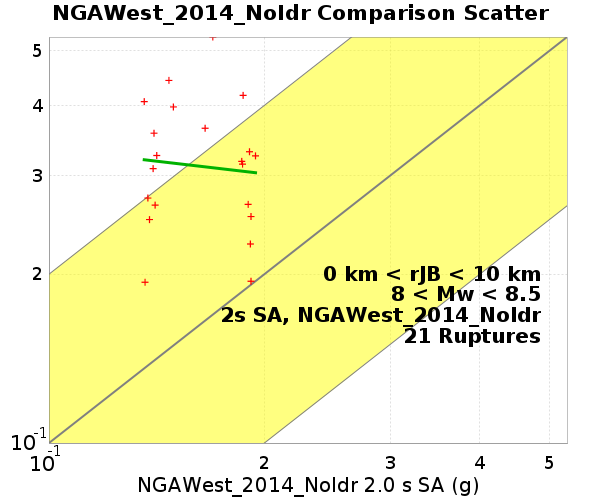 NGAWest_2014_NoIdr Comparison Scatter
5
4
3
2
10-1
10-1
2
3
4
5
0 km < rJB < 10 km
8 < Mw < 8.5
2s SA, NGAWest_2014_NoIdr
21 Ruptures
NGAWest_2014_NoIdr 2.0 s SA (g)